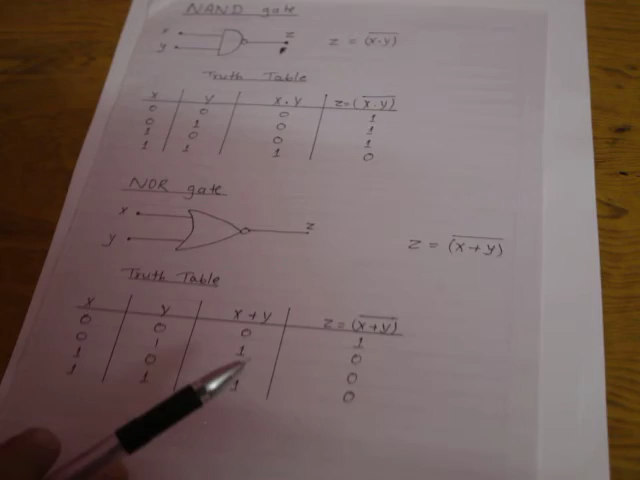 NAND gate
x
y
z
z = (x.y)̅
Truth Table
x y x.y z=(x.y)̅
0 0 0 1
0 1 0 1
1 0 0 1
1 1 1 0
NOR gate
x
y
z
z = (x+y)̅
Truth Table
x y x+y z=(x+y)̅
0 0 0 1
0 1 1 0
1 0 0
1 1 1 0